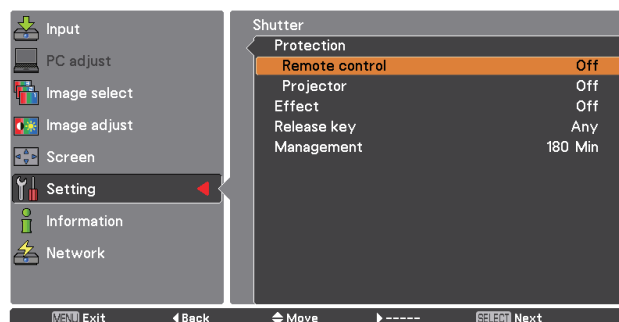 Input
PC adjust
Image select
Image adjust
Screen
Setting
Information
Network
Shutter
Protection
Remote control Off
Projector Off
Effect Off
Release key Any
Management 180 Min
MENU Exit Back Move ----- SELECT Next